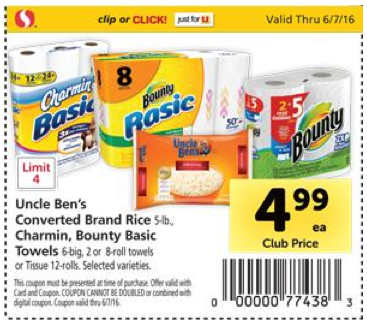 clip or CLICK! just for U Valid Thru 6/7/16
12=24
Charmin
Basic
8
Bounty
Basic
Uncle
Ben's
2=5
Bounty
Limit
4
Uncle Ben's
Converted Brand Rice 5-lb.,
Charmin, Bounty Basic
Towels 6-big, 2 or 8-roll towels
or Tissue 12-rolls. Selected varieties.
This coupon must be presented at time of purchase. Offer valid with
Card and Coupon. COUPON CANNOT BE DOUBLED or combined with
digital coupon. Coupon valid thru 6/7/16.
4.99
ea
Club Price
0 00000 77438 3